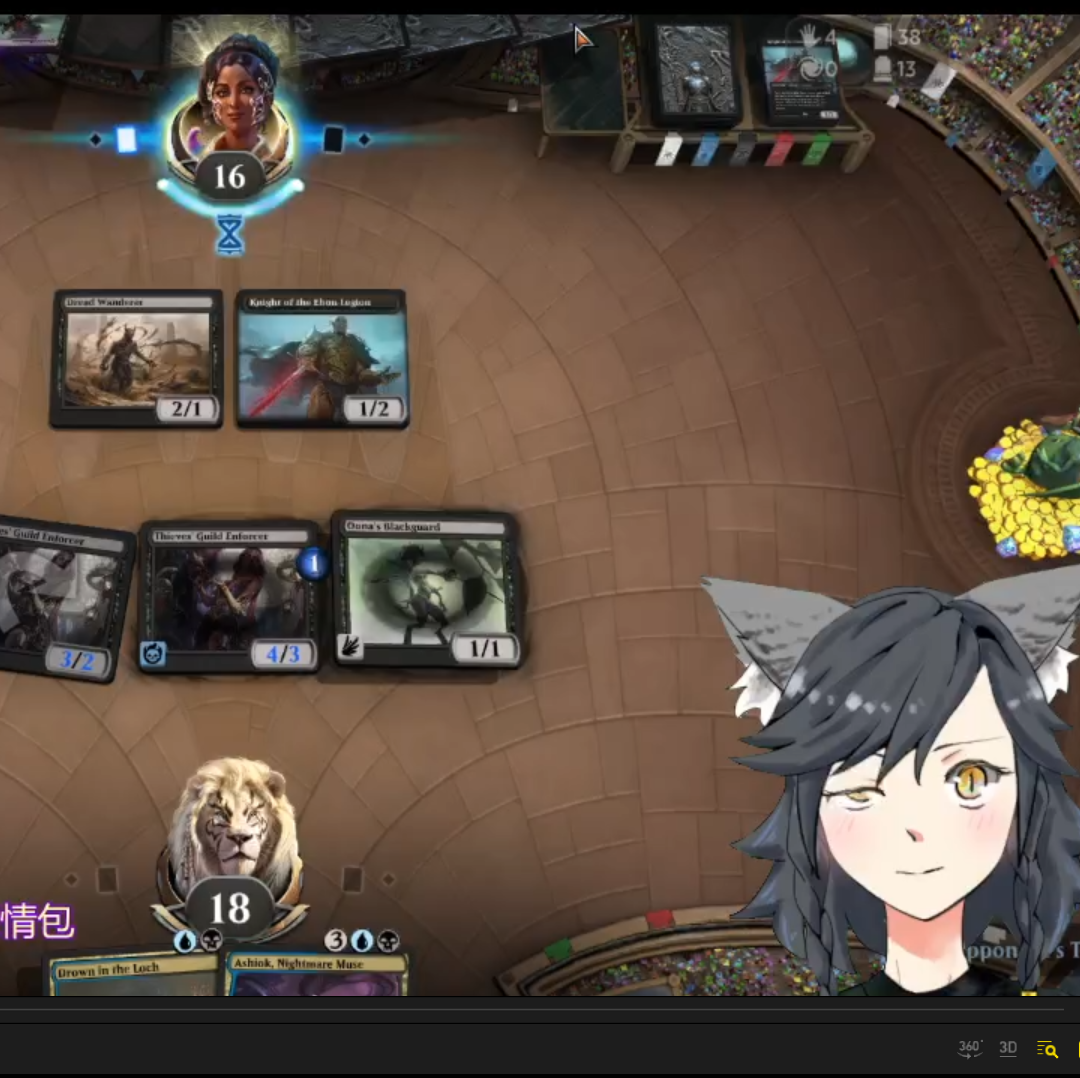 4
38
0
13
16
Dread Wanderer
Knight of the Ebon Legion
2/1
1/2
es' Guild Enforcer
Thieves' Guild Enforcer
Oona's Blackguard
1
3/2
4/3
1/1
18
情包
3
Drown in the Loch
Ashiok, Nightmare Muse
ppon
s T
360°
3D